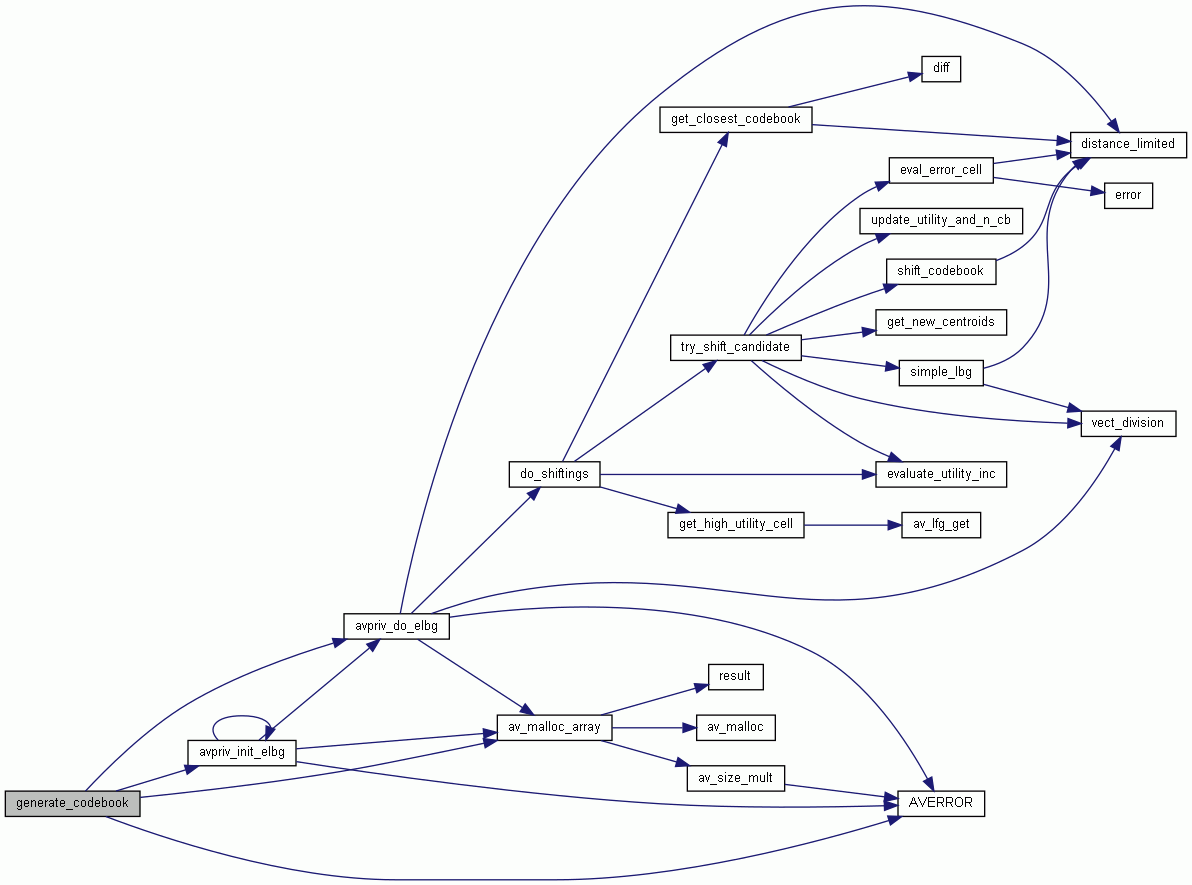 diff
get_closest_codebook
distance_limited
eval_error_cell
error
update_utility_and_n_cb
shift_codebook
get_new_centroids
try_shift_candidate
simple_lbg
vect_division
do_shiftings
evaluate_utility_inc
get_high_utility_cell
av_lfg_get
avpriv_do_elbg
result
av_malloc_array
av_malloc
avpriv_init_elbg
av_size_mult
generate_codebook
AVERROR